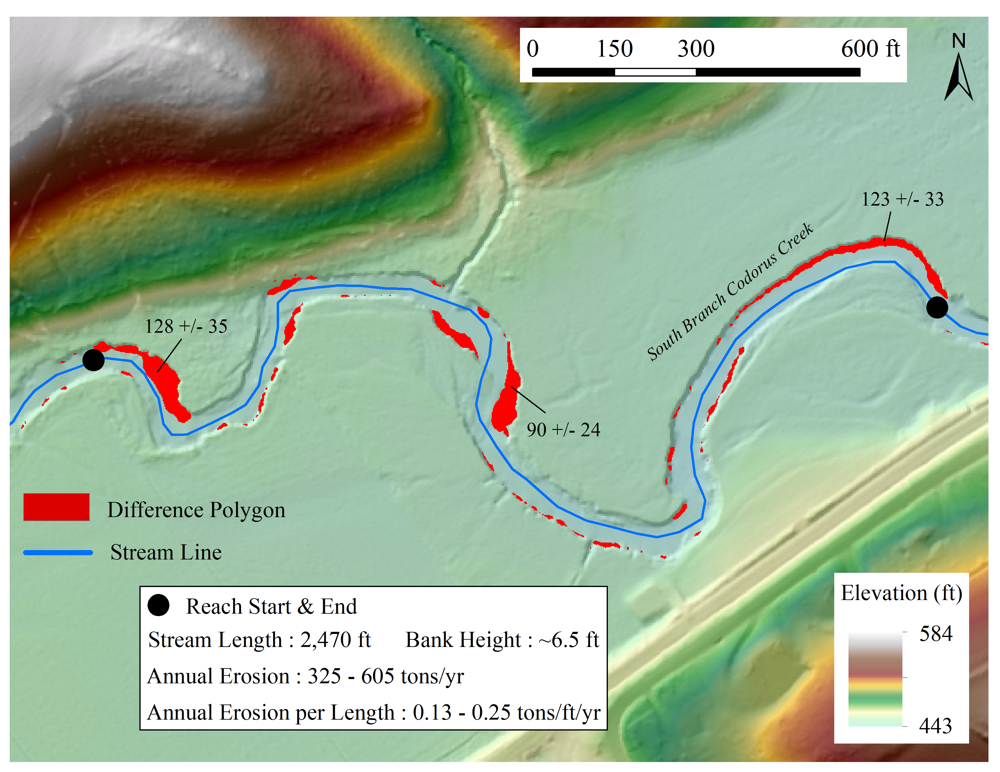 0 150 300 600 ft
N
123 +/- 33
South Branch Codorus Creek
128 +/- 35
90 +/- 24
Difference Polygon
Stream Line
Reach Start & End
Stream Length : 2,470 ft Bank Height : ~6.5 ft
Annual Erosion : 325 - 605 tons/yr
Annual Erosion per Length : 0.13 - 0.25 tons/ft/yr
Elevation (ft)
584
443